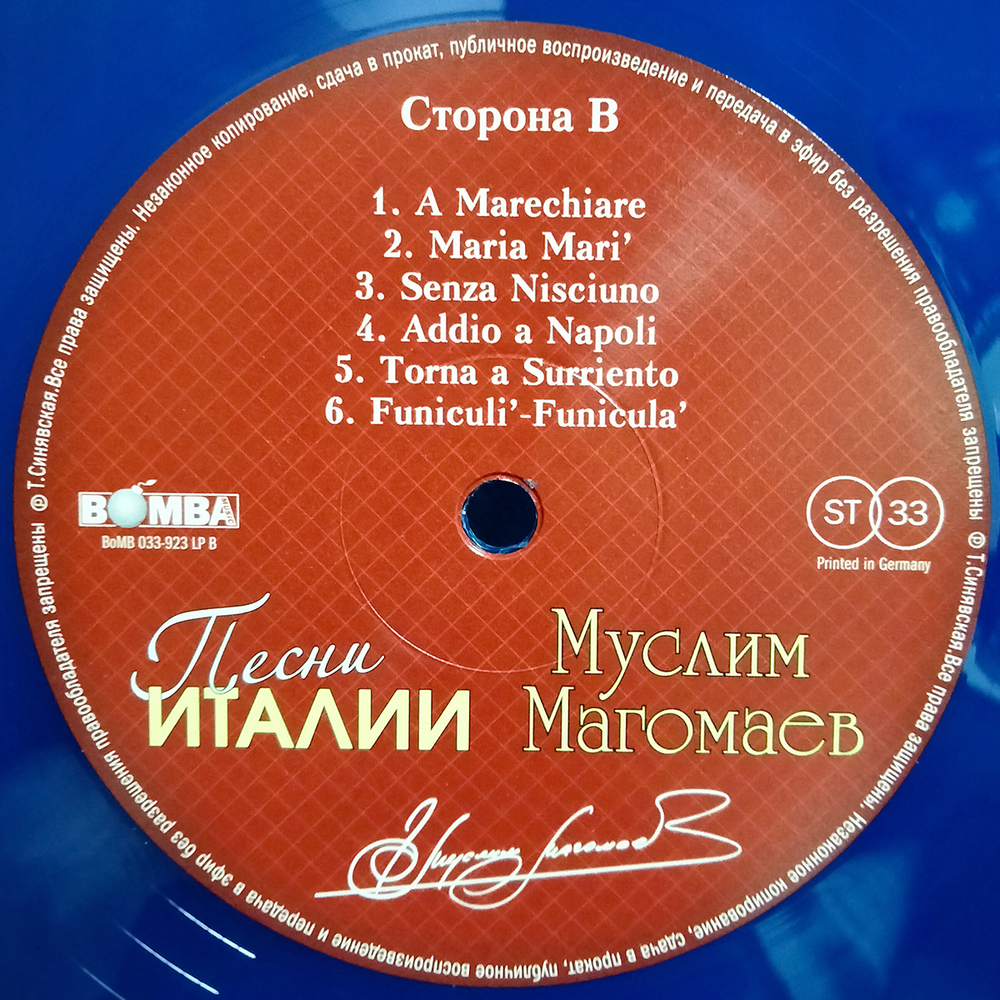 Сторона В
1. A Marechiare
2. Maria Mari’
3. Senza Nisciuno
4. Addio a Napoli
5. Torna a Surriento
6. Funiculi’-Funicula’
BOMBA MUSIC
BoMB 033-923 LP B
ST 33
Printed in Germany
Песни
ИТАЛИИ
Муслим
Магомаев
Муслим Магомаев
℗ Т.Синявская.Все права защищены. Незаконное копирование, сдача в прокат, публичное воспроизведение и передача в эфир без разрешения правообладателя запрещены
℗ Т.Синявская.Все права защищены. Незаконное копирование, сдача в прокат, публичное воспроизведение и передача в эфир без разрешения правообладателя запрещены